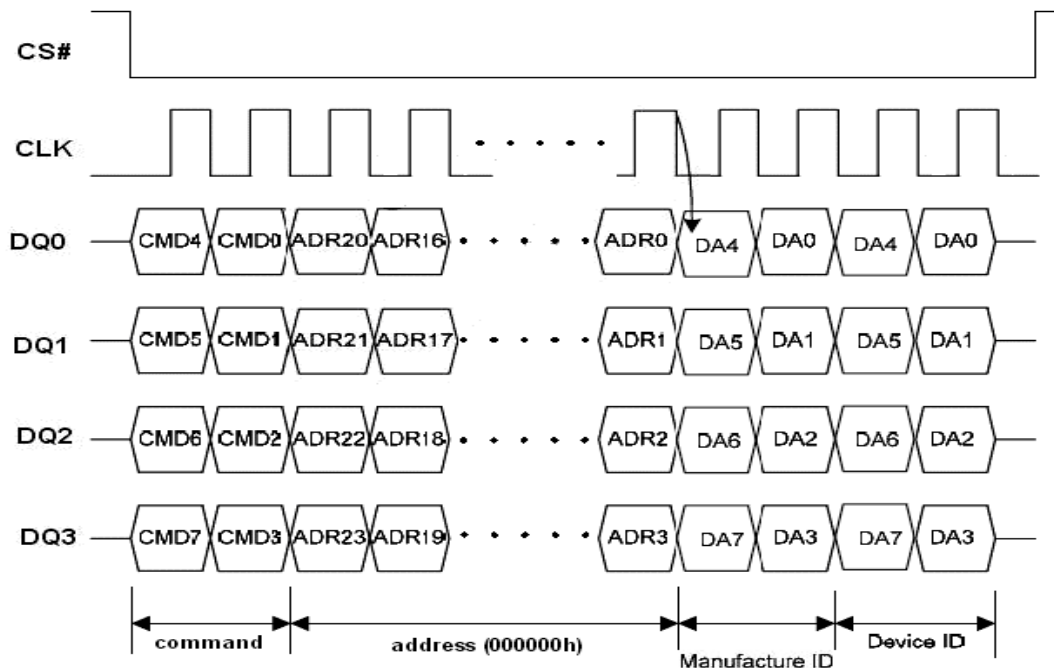 CS#
CLK
DQ0 CMD4 CMD0 ADR20 ADR16 ADR0 DA4 DA0 DA4 DA0
DQ1 CMD5 CMD1 ADR21 ADR17 ADR1 DA5 DA1 DA5 DA1
DQ2 CMD6 CMD2 ADR22 ADR18 ADR2 DA6 DA2 DA6 DA2
DQ3 CMD7 CMD3 ADR23 ADR19 ADR3 DA7 DA3 DA7 DA3
command address (000000h) Manufacture ID Device ID